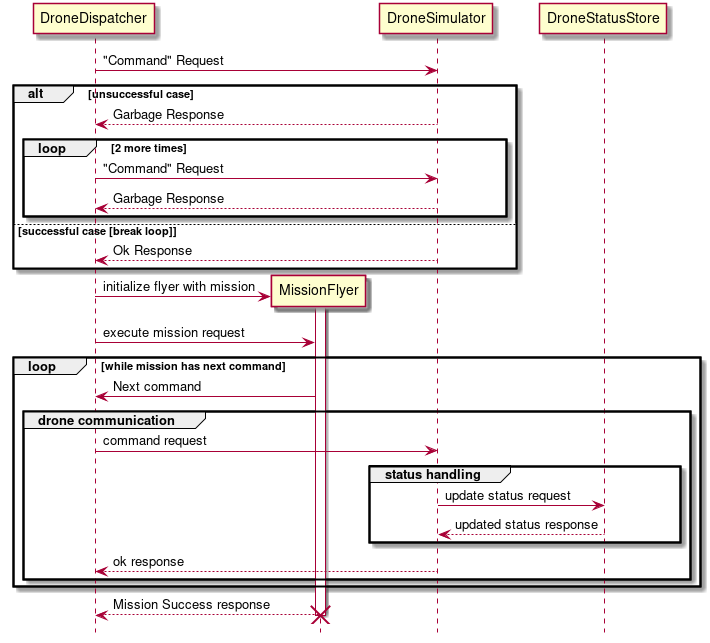 DroneDispatcher
DroneSimulator
DroneStatusStore
"Command" Request
alt
[unsuccessful case]
Garbage Response
loop
[2 more times]
"Command" Request
Garbage Response
[successful case [break loop]]
Ok Response
initialize flyer with mission
MissionFlyer
execute mission request
loop
[while mission has next command]
Next command
drone communication
command request
status handling
update status request
updated status response
ok response
Mission Success response